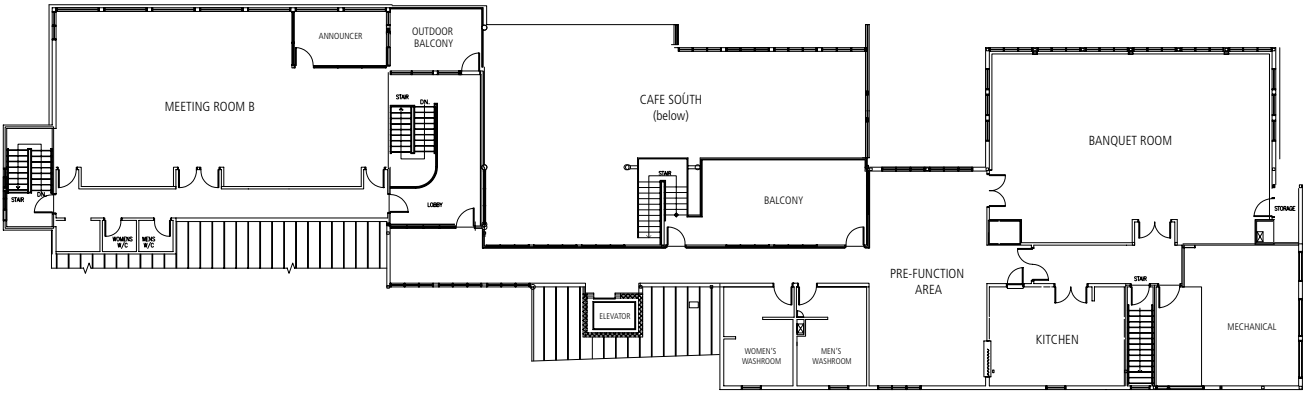 ANNOUNCER
OUTDOOR
BALCONY
MEETING ROOM B
STAIR
DN.
CAFE SOUTH
(below)
BANQUET ROOM
STAIR
DN.
STAIR
LOBBY
WOMENS
W/C
MENS
W/C
BALCONY
STORAGE
PRE-FUNCTION
AREA
STAIR
ELEVATOR
KITCHEN
MECHANICAL
WOMEN'S
WASHROOM
MEN'S
WASHROOM